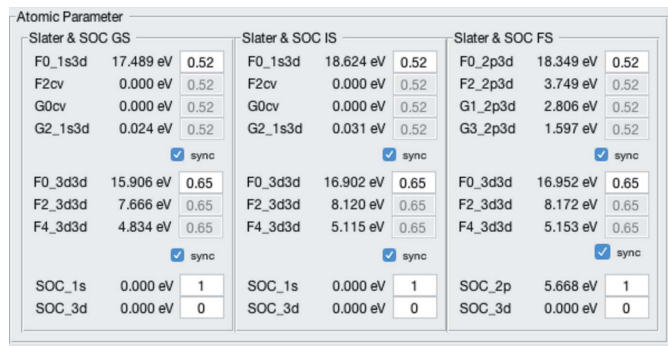 Atomic Parameter
Slater & SOC GS Slater & SOC IS Slater & SOC FS
F0_1s3d 17.489 eV 0.52 F0_1s3d 18.624 eV 0.52 F0_2p3d 18.349 eV 0.52
F2cv 0.000 eV 0.52 F2cv 0.000 eV 0.52 F2_2p3d 3.749 eV 0.52
G0cv 0.000 eV 0.52 G0cv 0.000 eV 0.52 G1_2p3d 2.806 eV 0.52
G2_1s3d 0.024 eV 0.52 G2_1s3d 0.031 eV 0.52 G3_2p3d 1.597 eV 0.52
sync sync sync
F0_3d3d 15.906 eV 0.65 F0_3d3d 16.902 eV 0.65 F0_3d3d 16.952 eV 0.65
F2_3d3d 7.666 eV 0.65 F2_3d3d 8.120 eV 0.65 F2_3d3d 8.172 eV 0.65
F4_3d3d 4.834 eV 0.65 F4_3d3d 5.115 eV 0.65 F4_3d3d 5.153 eV 0.65
sync sync sync
SOC_1s 0.000 eV 1 SOC_1s 0.000 eV 1 SOC_2p 5.668 eV 1
SOC_3d 0.000 eV 0 SOC_3d 0.000 eV 0 SOC_3d 0.000 eV 0